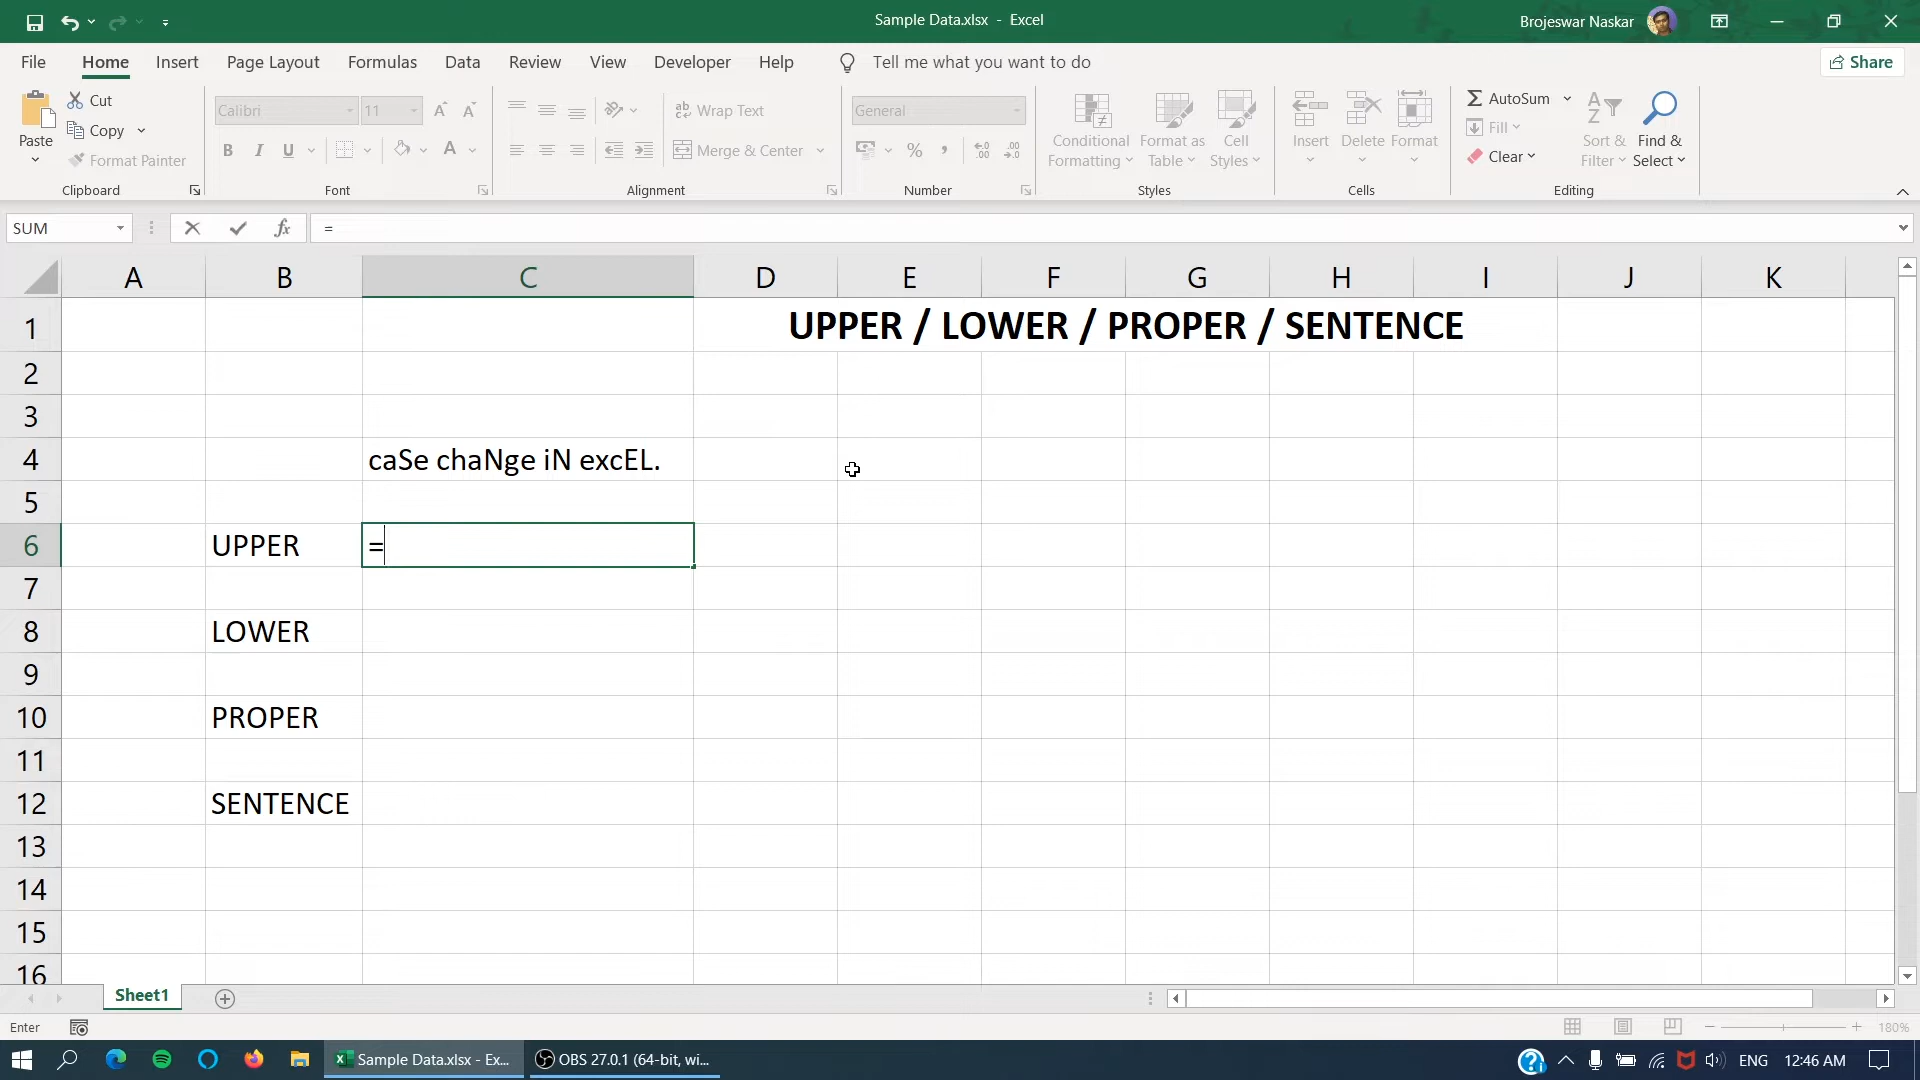 Sample Data.xlsx - Excel
Brojeswar Naskar
File Home Insert Page Layout Formulas Data Review View Developer Help Tell me what you want to do Share
Paste
Cut
Copy
Format Painter
Clipboard
Calibri 11
B I U A
Font
Wrap Text
Merge & Center
Alignment
General
%
Number
Conditional Formatting
Format as Table
Cell Styles
Styles
Insert Delete Format
Cells
AutoSum
Fill
Clear
Sort & Filter
Find & Select
Editing
SUM fx =
A B C D E F G H I J K
1 UPPER / LOWER / PROPER / SENTENCE
2
3
4 caSe chaNge iN excEL.
5
6 UPPER =
7
8 LOWER
9
10 PROPER
11
12 SENTENCE
13
14
15
16
Sheet1
Enter 180%
Sample Data.xlsx - Ex... OBS 27.0.1 (64-bit, wi... ENG 12:46 AM